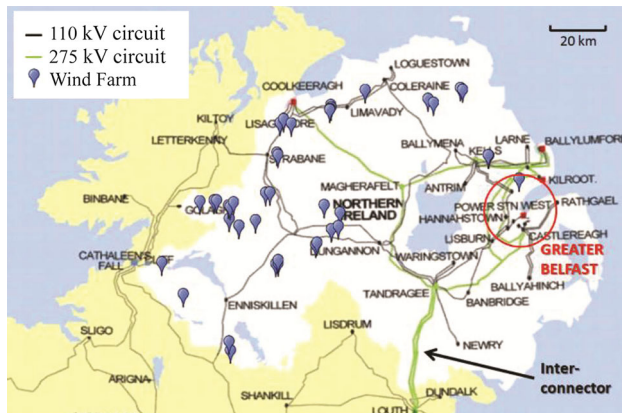 110 kV circuit
275 kV circuit
Wind Farm
20 km
LOGUESTOWN
COOLKEERAGH
COLERAINE
LIMAVADY
KILTOY
LETTERKENNY
STRABANE
BALLYMENA
KELLS
LARNE
BALLYLUMFORD
KILROOT.
MAGHERAFELT
ANTRIM
BINBANE
GOLAGH
NORTHERN
IRELAND
POWER STN WEST
RATHGAEL
HANNAHSTOWN
CASTLEREAGH
LISBURN
GREATER
BELFAST
DUNGANNON
WARINGSTOWN
CATHALEEN'S
FALL
BALLYAHINCH
TANDRAGEE
BANBRIDGE
ENNISKILLEN
LISDRUM
NEWRY
SLIGO
Inter-
connector
ARIGNA
SHANKILL
DUNDALK
LOUTH